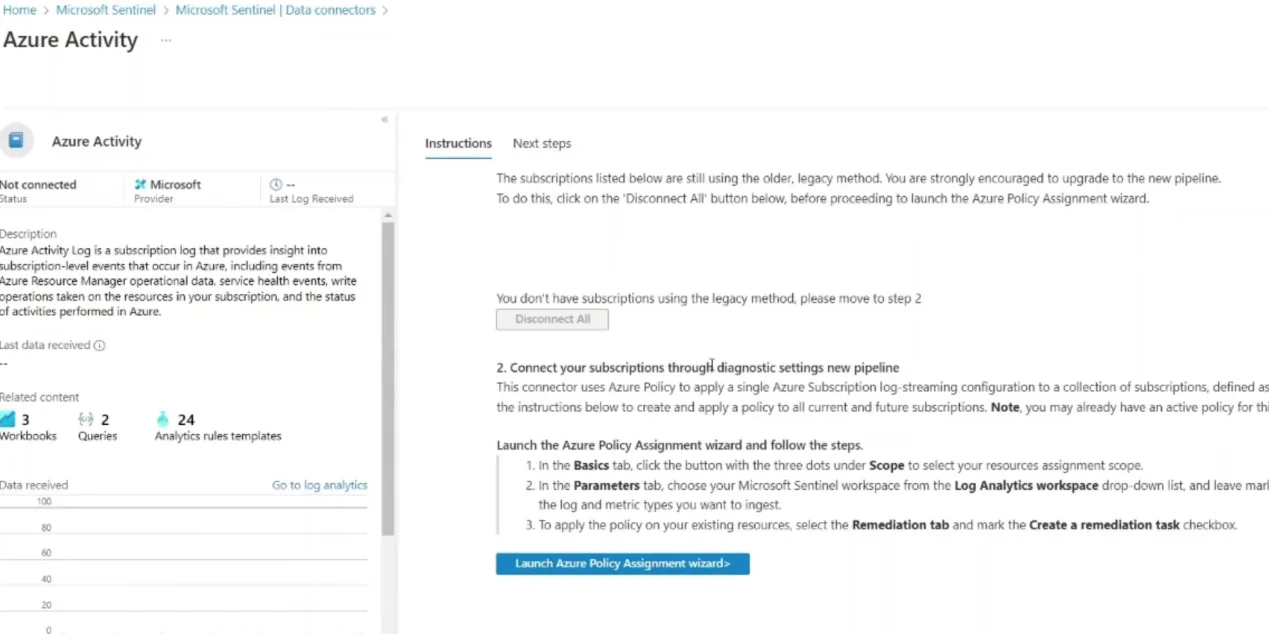 Home > Microsoft Sentinel > Microsoft Sentinel | Data connectors >
Azure Activity ...
«
Azure Activity
Not connected
Status
Microsoft
Provider
--
Last Log Received
Description
Azure Activity Log is a subscription log that provides insight into
subscription-level events that occur in Azure, including events from
Azure Resource Manager operational data, service health events, write
operations taken on the resources in your subscription, and the status
of activities performed in Azure.
Last data received
--
Related content
3
Workbooks
2
Queries
24
Analytics rules templates
Data received
Go to log analytics
100
80
60
40
20
0
Instructions
Next steps
The subscriptions listed below are still using the older, legacy method. You are strongly encouraged to upgrade to the new pipeline.
To do this, click on the 'Disconnect All' button below, before proceeding to launch the Azure Policy Assignment wizard.
You don't have subscriptions using the legacy method, please move to step 2
Disconnect All
2. Connect your subscriptions through diagnostic settings new pipeline
This connector uses Azure Policy to apply a single Azure Subscription log-streaming configuration to a collection of subscriptions, defined as
the instructions below to create and apply a policy to all current and future subscriptions. Note, you may already have an active policy for thi
Launch the Azure Policy Assignment wizard and follow the steps.
1. In the Basics tab, click the button with the three dots under Scope to select your resources assignment scope.
2. In the Parameters tab, choose your Microsoft Sentinel workspace from the Log Analytics workspace drop-down list, and leave mar
the log and metric types you want to ingest.
3. To apply the policy on your existing resources, select the Remediation tab and mark the Create a remediation task checkbox.
Launch Azure Policy Assignment wizard>